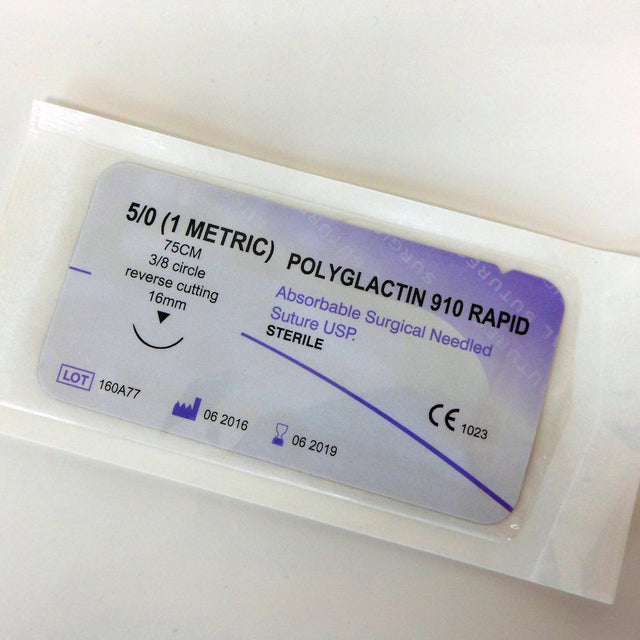 5/0 (1 METRIC)
75CM
3/8 circle
reverse cutting
16mm
POLYGLACTIN 910 RAPID
Absorbable Surgical Needled
Suture USP.
STERILE
LOT 160A77
06 2016
06 2019
CE 1023